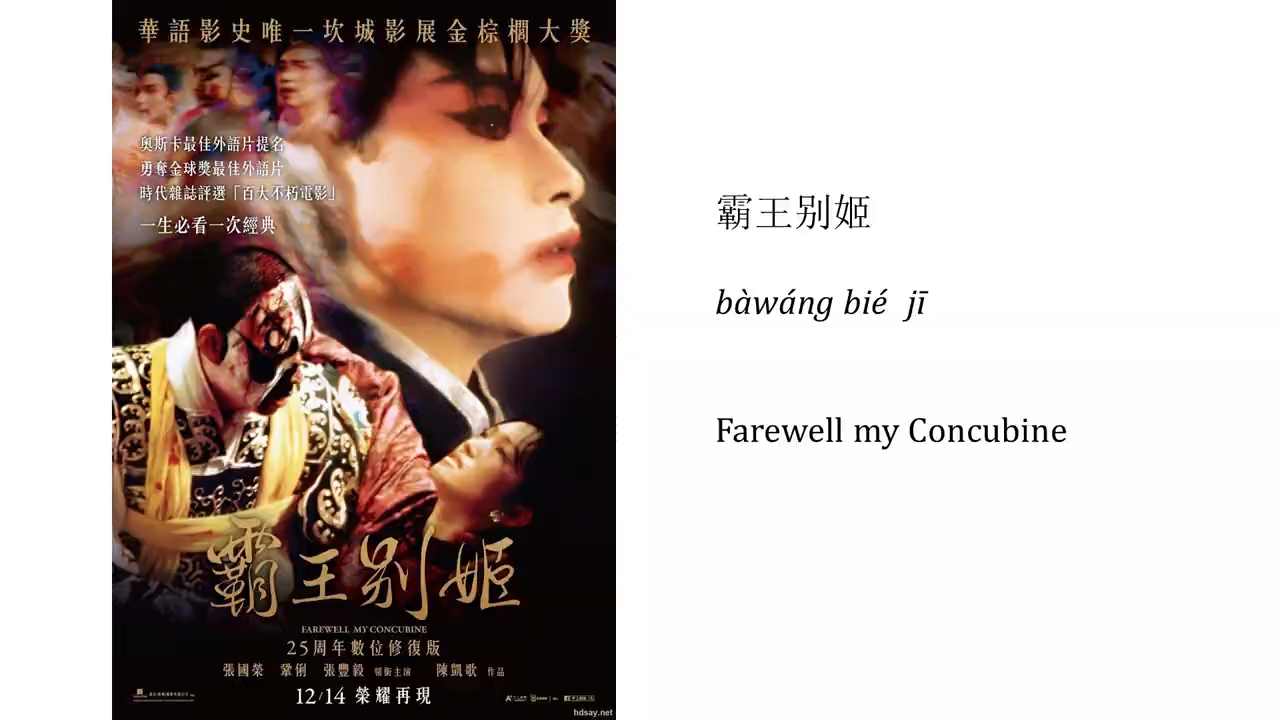 華語影史唯一坎城影展金棕櫚大獎
奧斯卡最佳外語片提名
勇奪金球獎最佳外語片
時代雜誌評選「百大不朽電影」
一生必看一次經典
霸王别姬
FAREWELL MY CONCUBINE
25周年數位修復版
張國榮 鞏俐 張豐毅 領銜主演 陳凱歌 作品
12/14 榮耀再現
hdsay.net
霸王别姬
bàwáng bié jī
Farewell my Concubine